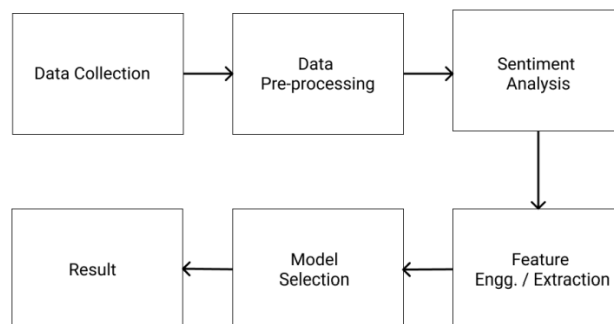 Data Collection
Data
Pre-processing
Sentiment
Analysis
Result
Model
Selection
Feature
Engg. / Extraction